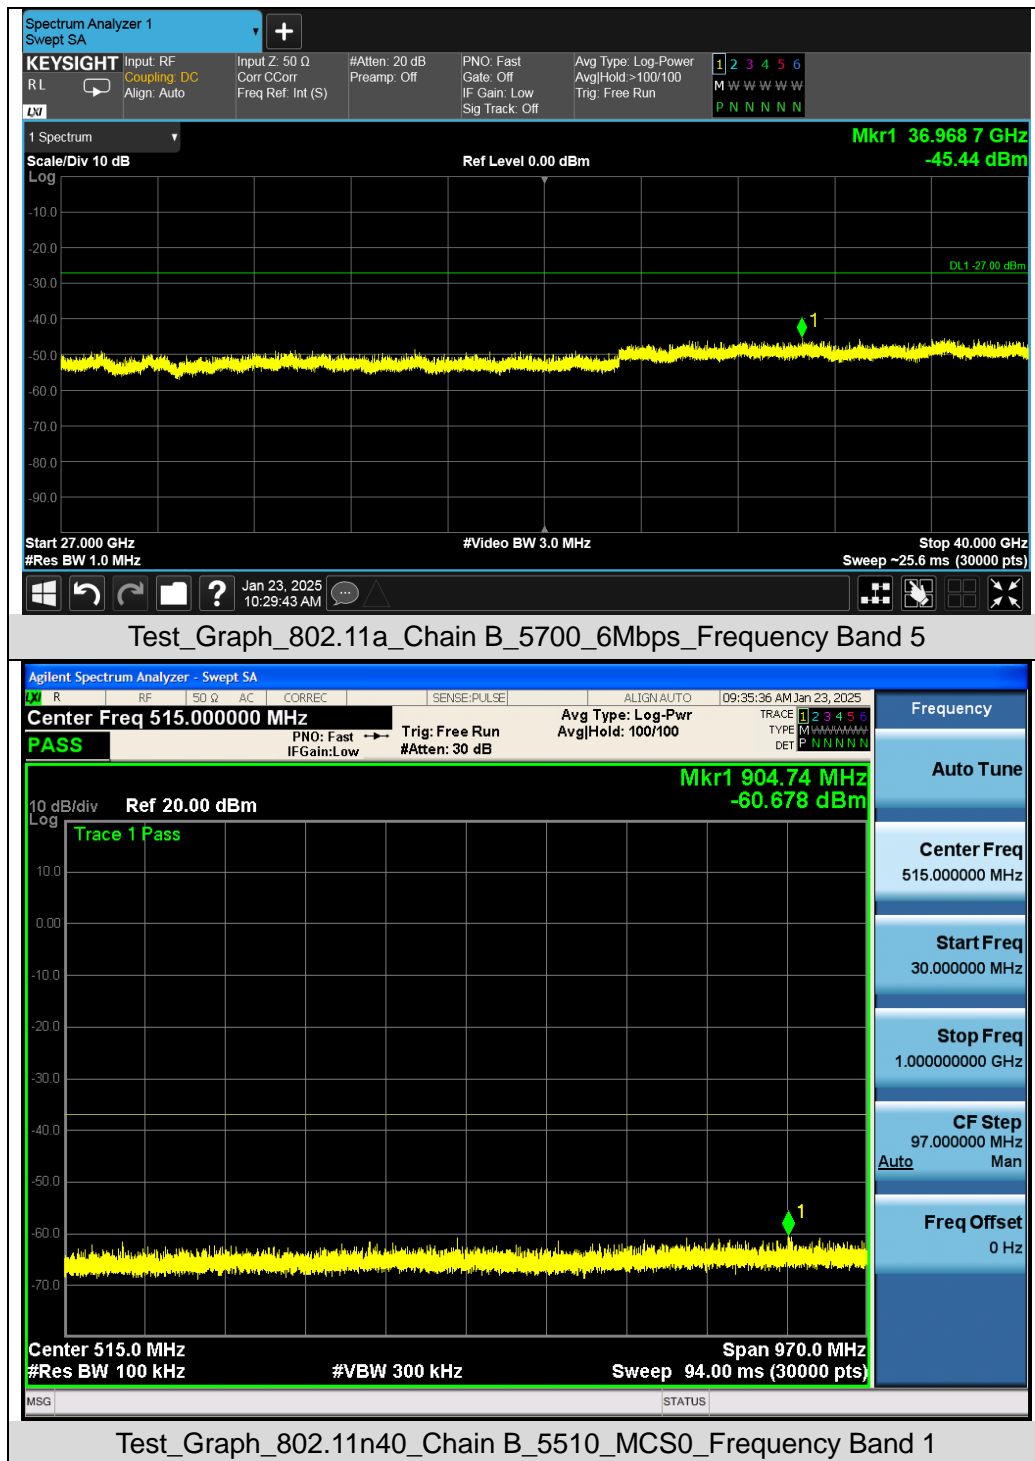 Spectrum Analyzer 1
Swept SA
KEYSIGHT
R L
LXI
Input: RF
Coupling: DC
Align: Auto
Input Z: 50 Ω
Corr CCorr
Freq Ref: Int (S)
#Atten: 20 dB
Preamp: Off
PNO: Fast
Gate: Off
IF Gain: Low
Sig Track: Off
Avg Type: Log-Power
Avg|Hold:>100/100
Trig: Free Run
1 2 3 4 5 6
M W W W W W
P N N N N N
1 Spectrum
Mkr1 36.968 7 GHz
-45.44 dBm
Scale/Div 10 dB
Ref Level 0.00 dBm
Log
-10.0
-20.0
DL1 -27.00 dBm
-30.0
-40.0
1
-50.0
-60.0
-70.0
-80.0
-90.0
Start 27.000 GHz
#Video BW 3.0 MHz
Stop 40.000 GHz
#Res BW 1.0 MHz
Sweep ~25.6 ms (30000 pts)
?
Jan 23, 2025
10:29:43 AM
Test_Graph_802.11a_Chain B_5700_6Mbps_Frequency Band 5
Agilent Spectrum Analyzer - Swept SA
LXI R RF 50 Ω AC CORREC SENSE:PULSE ALIGN AUTO 09:35:36 AM Jan 23, 2025
Center Freq 515.000000 MHz
PASS
PNO: Fast
IFGain:Low
Trig: Free Run
#Atten: 30 dB
Avg Type: Log-Pwr
Avg|Hold: 100/100
TRACE 1 2 3 4 5 6
TYPE M W W W W W
DET P N N N N N
Frequency
Mkr1 904.74 MHz
-60.678 dBm
10 dB/div
Ref 20.00 dBm
Log
Trace 1 Pass
10.0
0.00
-10.0
-20.0
-30.0
-40.0
-50.0
1
-60.0
-70.0
Center 515.0 MHz
Span 970.0 MHz
#Res BW 100 kHz
#VBW 300 kHz
Sweep 94.00 ms (30000 pts)
Auto Tune
Center Freq
515.000000 MHz
Start Freq
30.000000 MHz
Stop Freq
1.000000000 GHz
CF Step
97.000000 MHz
Auto Man
Freq Offset
0 Hz
MSG
STATUS
Test_Graph_802.11n40_Chain B_5510_MCS0_Frequency Band 1